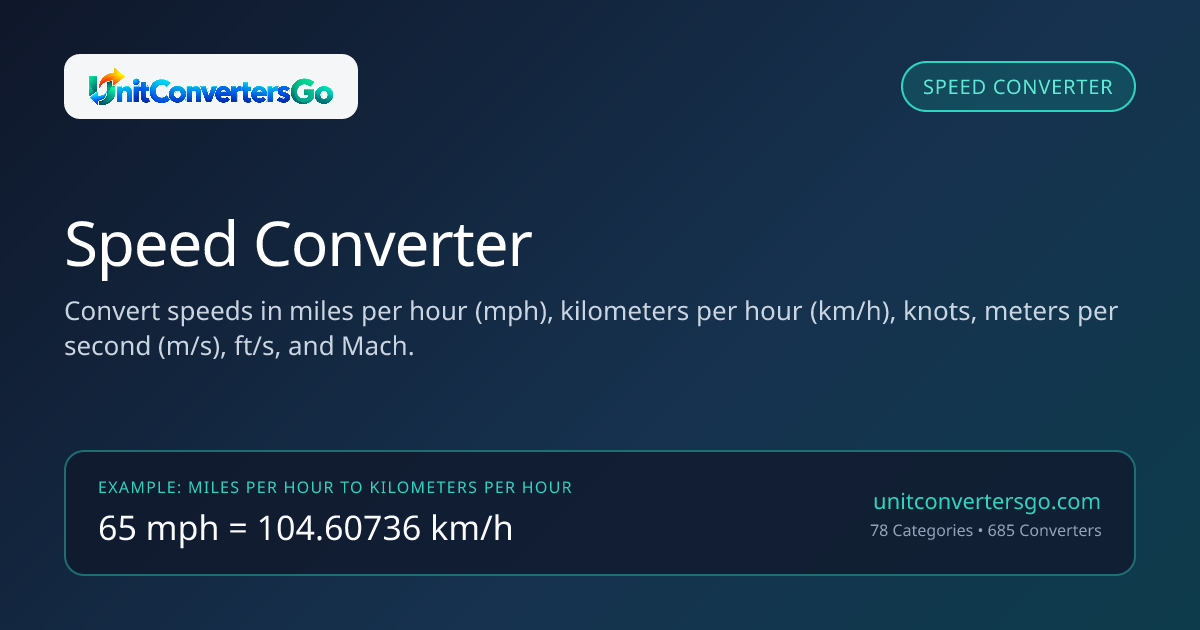 UnitConvertersGo
SPEED CONVERTER
Speed Converter
Convert speeds in miles per hour (mph), kilometers per hour (km/h), knots, meters per
second (m/s), ft/s, and Mach.
EXAMPLE: MILES PER HOUR TO KILOMETERS PER HOUR
65 mph = 104.60736 km/h
unitconvertersgo.com
78 Categories • 685 Converters